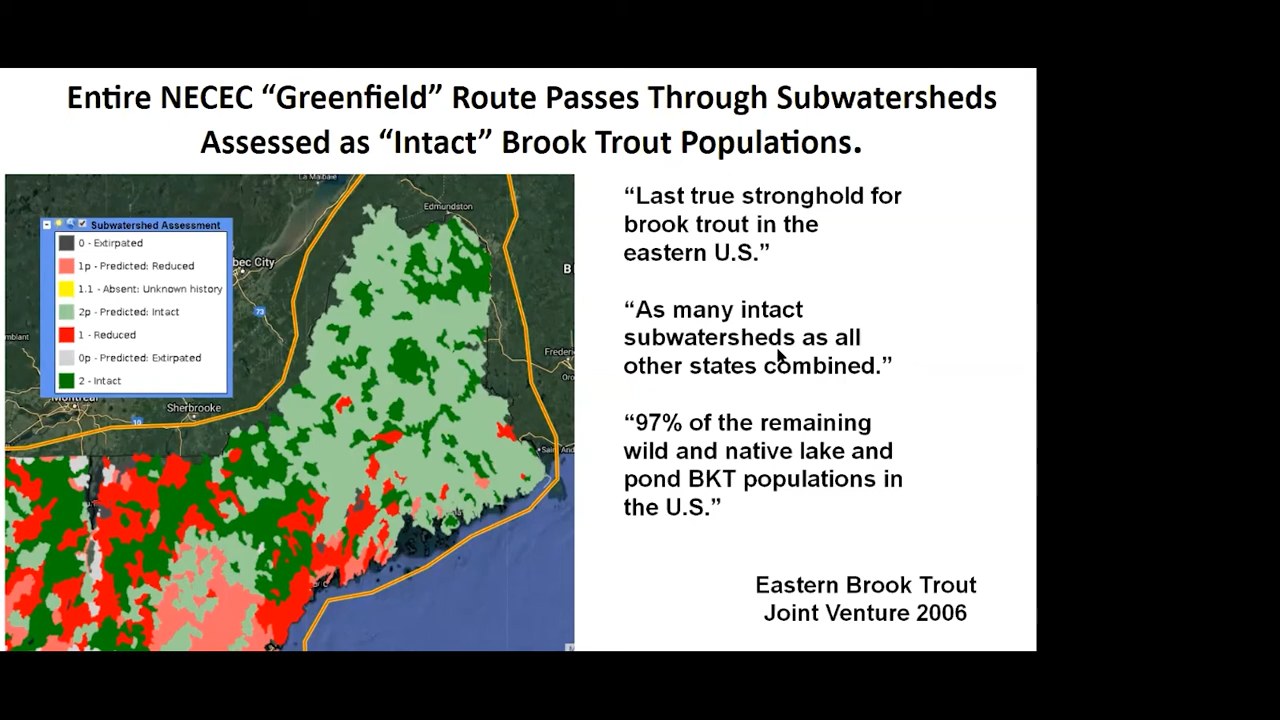 Entire NECEC “Greenfield” Route Passes Through Subwatersheds
Assessed as “Intact” Brook Trout Populations.
La Malbaie
Edmundston
Subwatershed Assessment
0 - Extirpated
1p - Predicted: Reduced
1.1 - Absent: Unknown history
2p - Predicted: Intact
1 - Reduced
0p - Predicted: Extirpated
2 - Intact
bec City
73
Sherbrooke
10
“Last true stronghold for
brook trout in the
eastern U.S.”
“As many intact
subwatersheds as all
other states combined.”
“97% of the remaining
wild and native lake and
pond BKT populations in
the U.S.”
Eastern Brook Trout
Joint Venture 2006